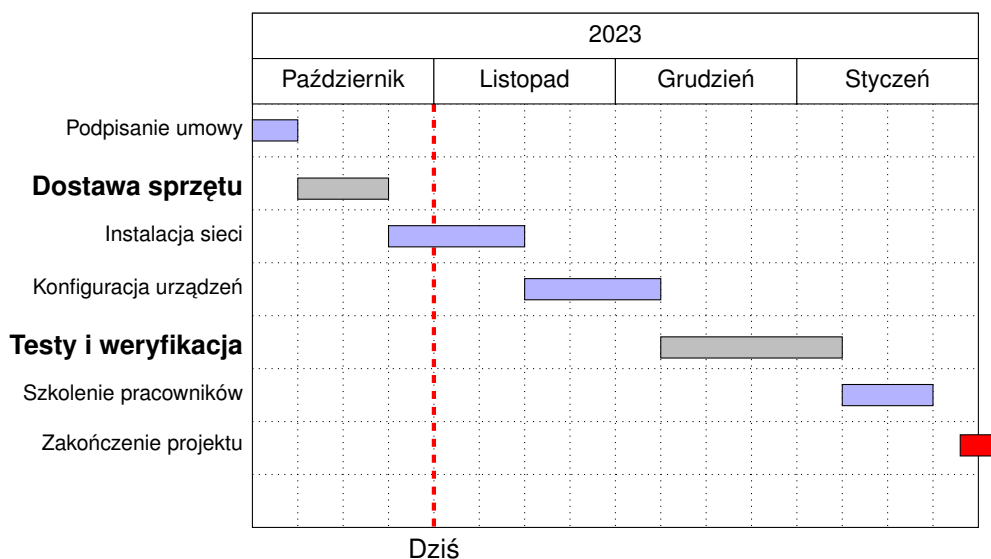 2023
Październik Listopad Grudzień Styczeń
Podpisanie umowy
Dostawa sprzętu
Instalacja sieci
Konfiguracja urządzeń
Testy i weryfikacja
Szkolenie pracowników
Zakończenie projektu
Dziś